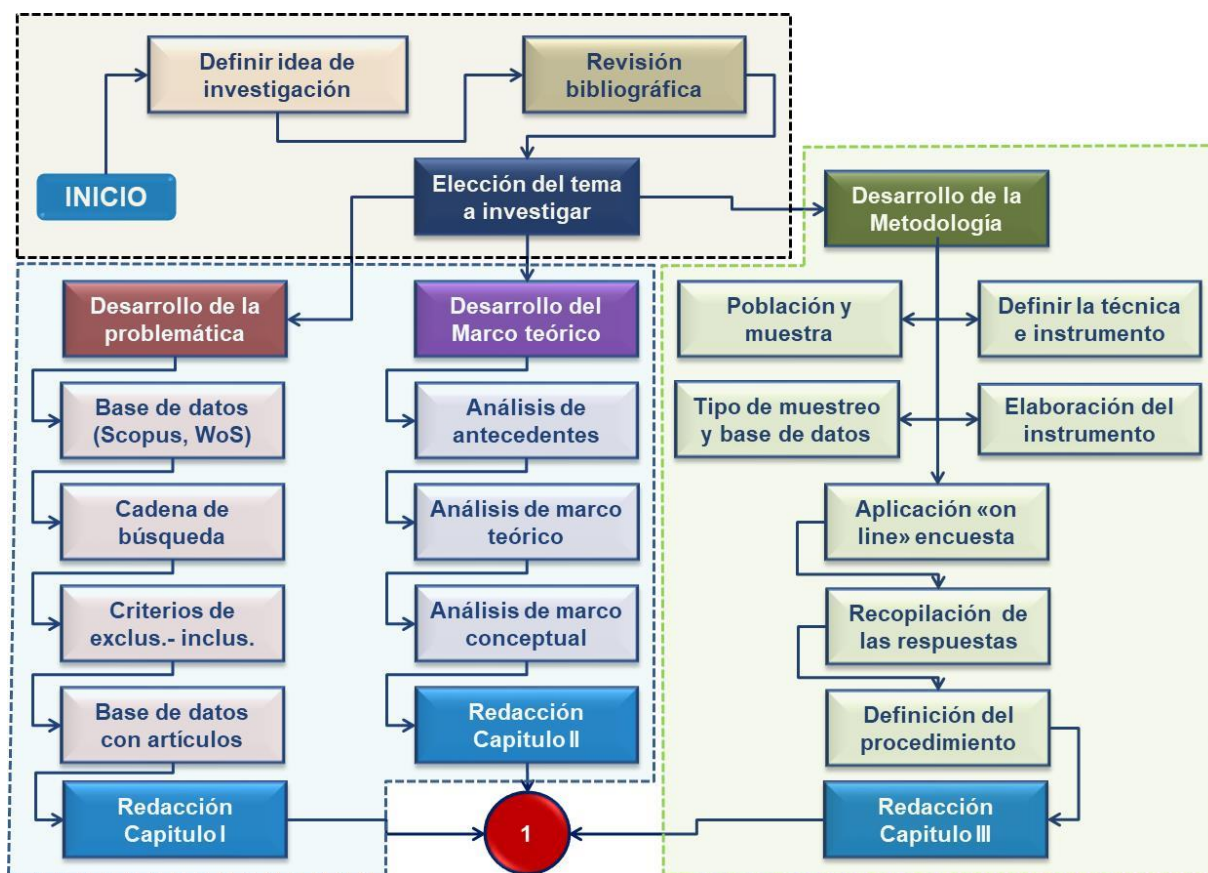 Definir idea de
investigación
Revisión
bibliográfica
INICIO
Elección del tema
a investigar
Desarrollo de la
problemática
Base de datos
(Scopus, WoS)
Cadena de
búsqueda
Criterios de
exclus.- inclus.
Base de datos
con artículos
Redacción
Capitulo I
Desarrollo del
Marco teórico
Análisis de
antecedentes
Análisis de marco
teórico
Análisis de marco
conceptual
Redacción
Capitulo II
Desarrollo de la
Metodología
Población y
muestra
Definir la técnica
e instrumento
Tipo de muestreo
y base de datos
Elaboración del
instrumento
Aplicación «on
line» encuesta
Recopilación de
las respuestas
Definición del
procedimiento
Redacción
Capitulo III
1